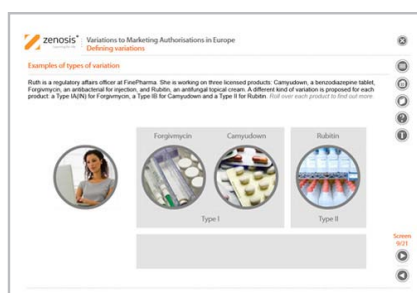 zenosis®
Variations to Marketing Authorisations in Europe
Defining variations
Examples of types of variation
Ruth is a regulatory affairs officer at FinePharma. She is working on three licensed products: Camyudown, a benzodiazepine tablet,
Forgivmycin, an antibacterial for injection, and Rubitin, an antifungal topical cream. A different kind of variation is proposed for each
product: a Type IA(IN) for Forgivmycin, a Type IB for Camyudown and a Type II for Rubitin. Roll over each product to find out more.
Forgivmycin
Camyudown
Rubitin
Type I
Type II
Screen
9/21